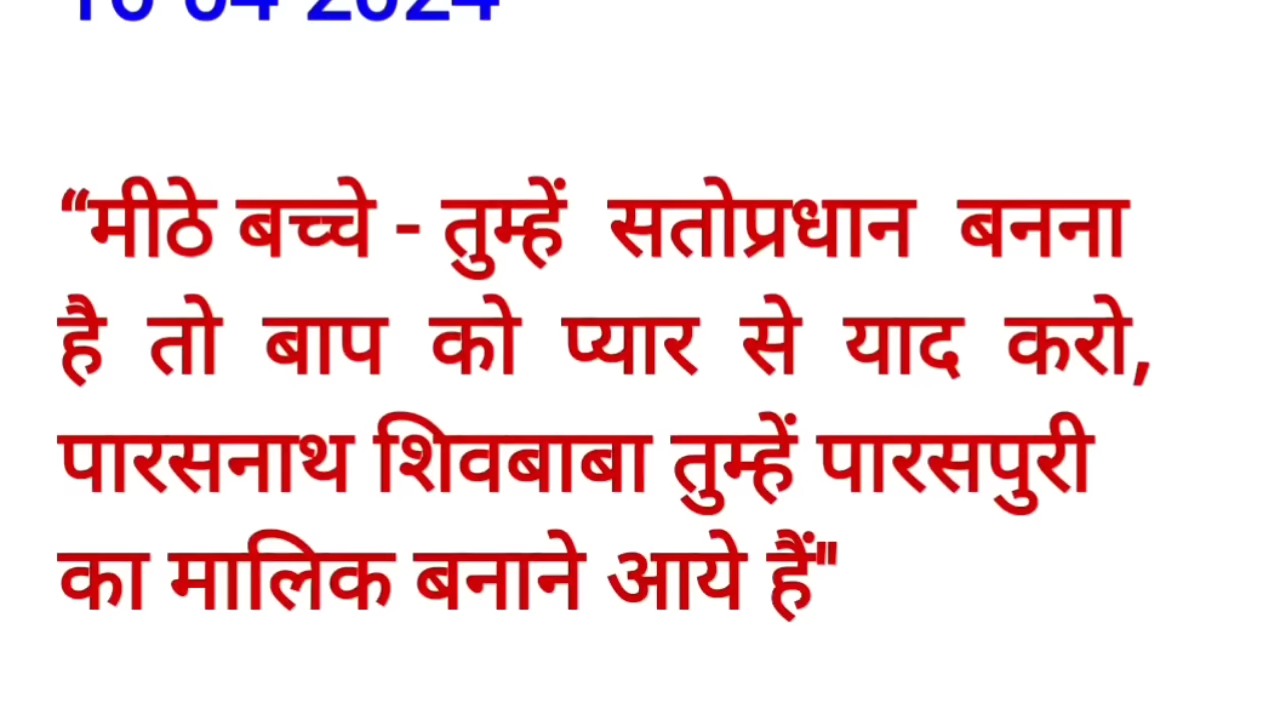 “मीठे बच्चे - तुम्हें सतोप्रधान बनना
है तो बाप को प्यार से याद करो,
पारसनाथ शिवबाबा तुम्हें पारसपुरी
का मालिक बनाने आये हैं"